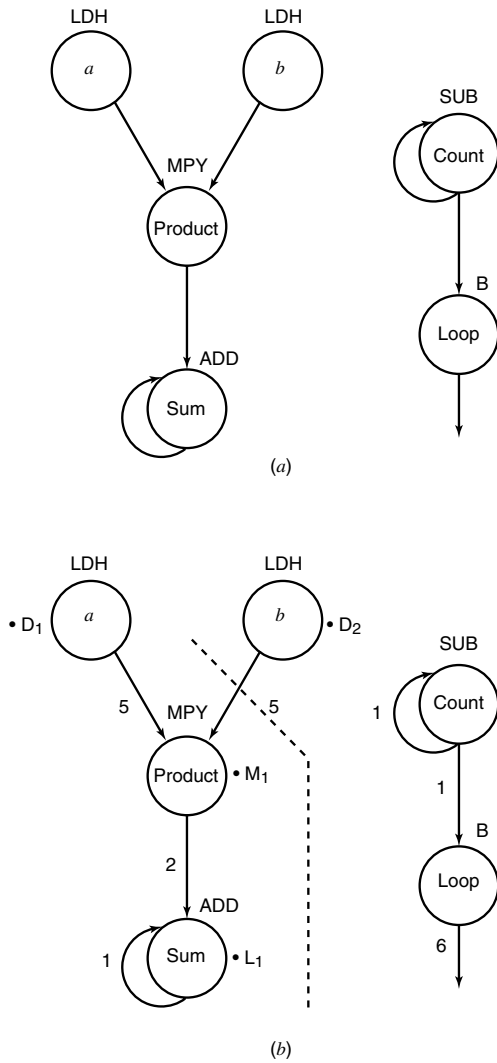 LDH LDH
a b
SUB
Count
MPY
Product
B
Loop
ADD
Sum
(a)
LDH LDH
a b
• D1 • D2
SUB
Count
1
5 5
MPY
Product • M1
1
B
Loop
2
ADD
Sum • L1
1
6
(b)